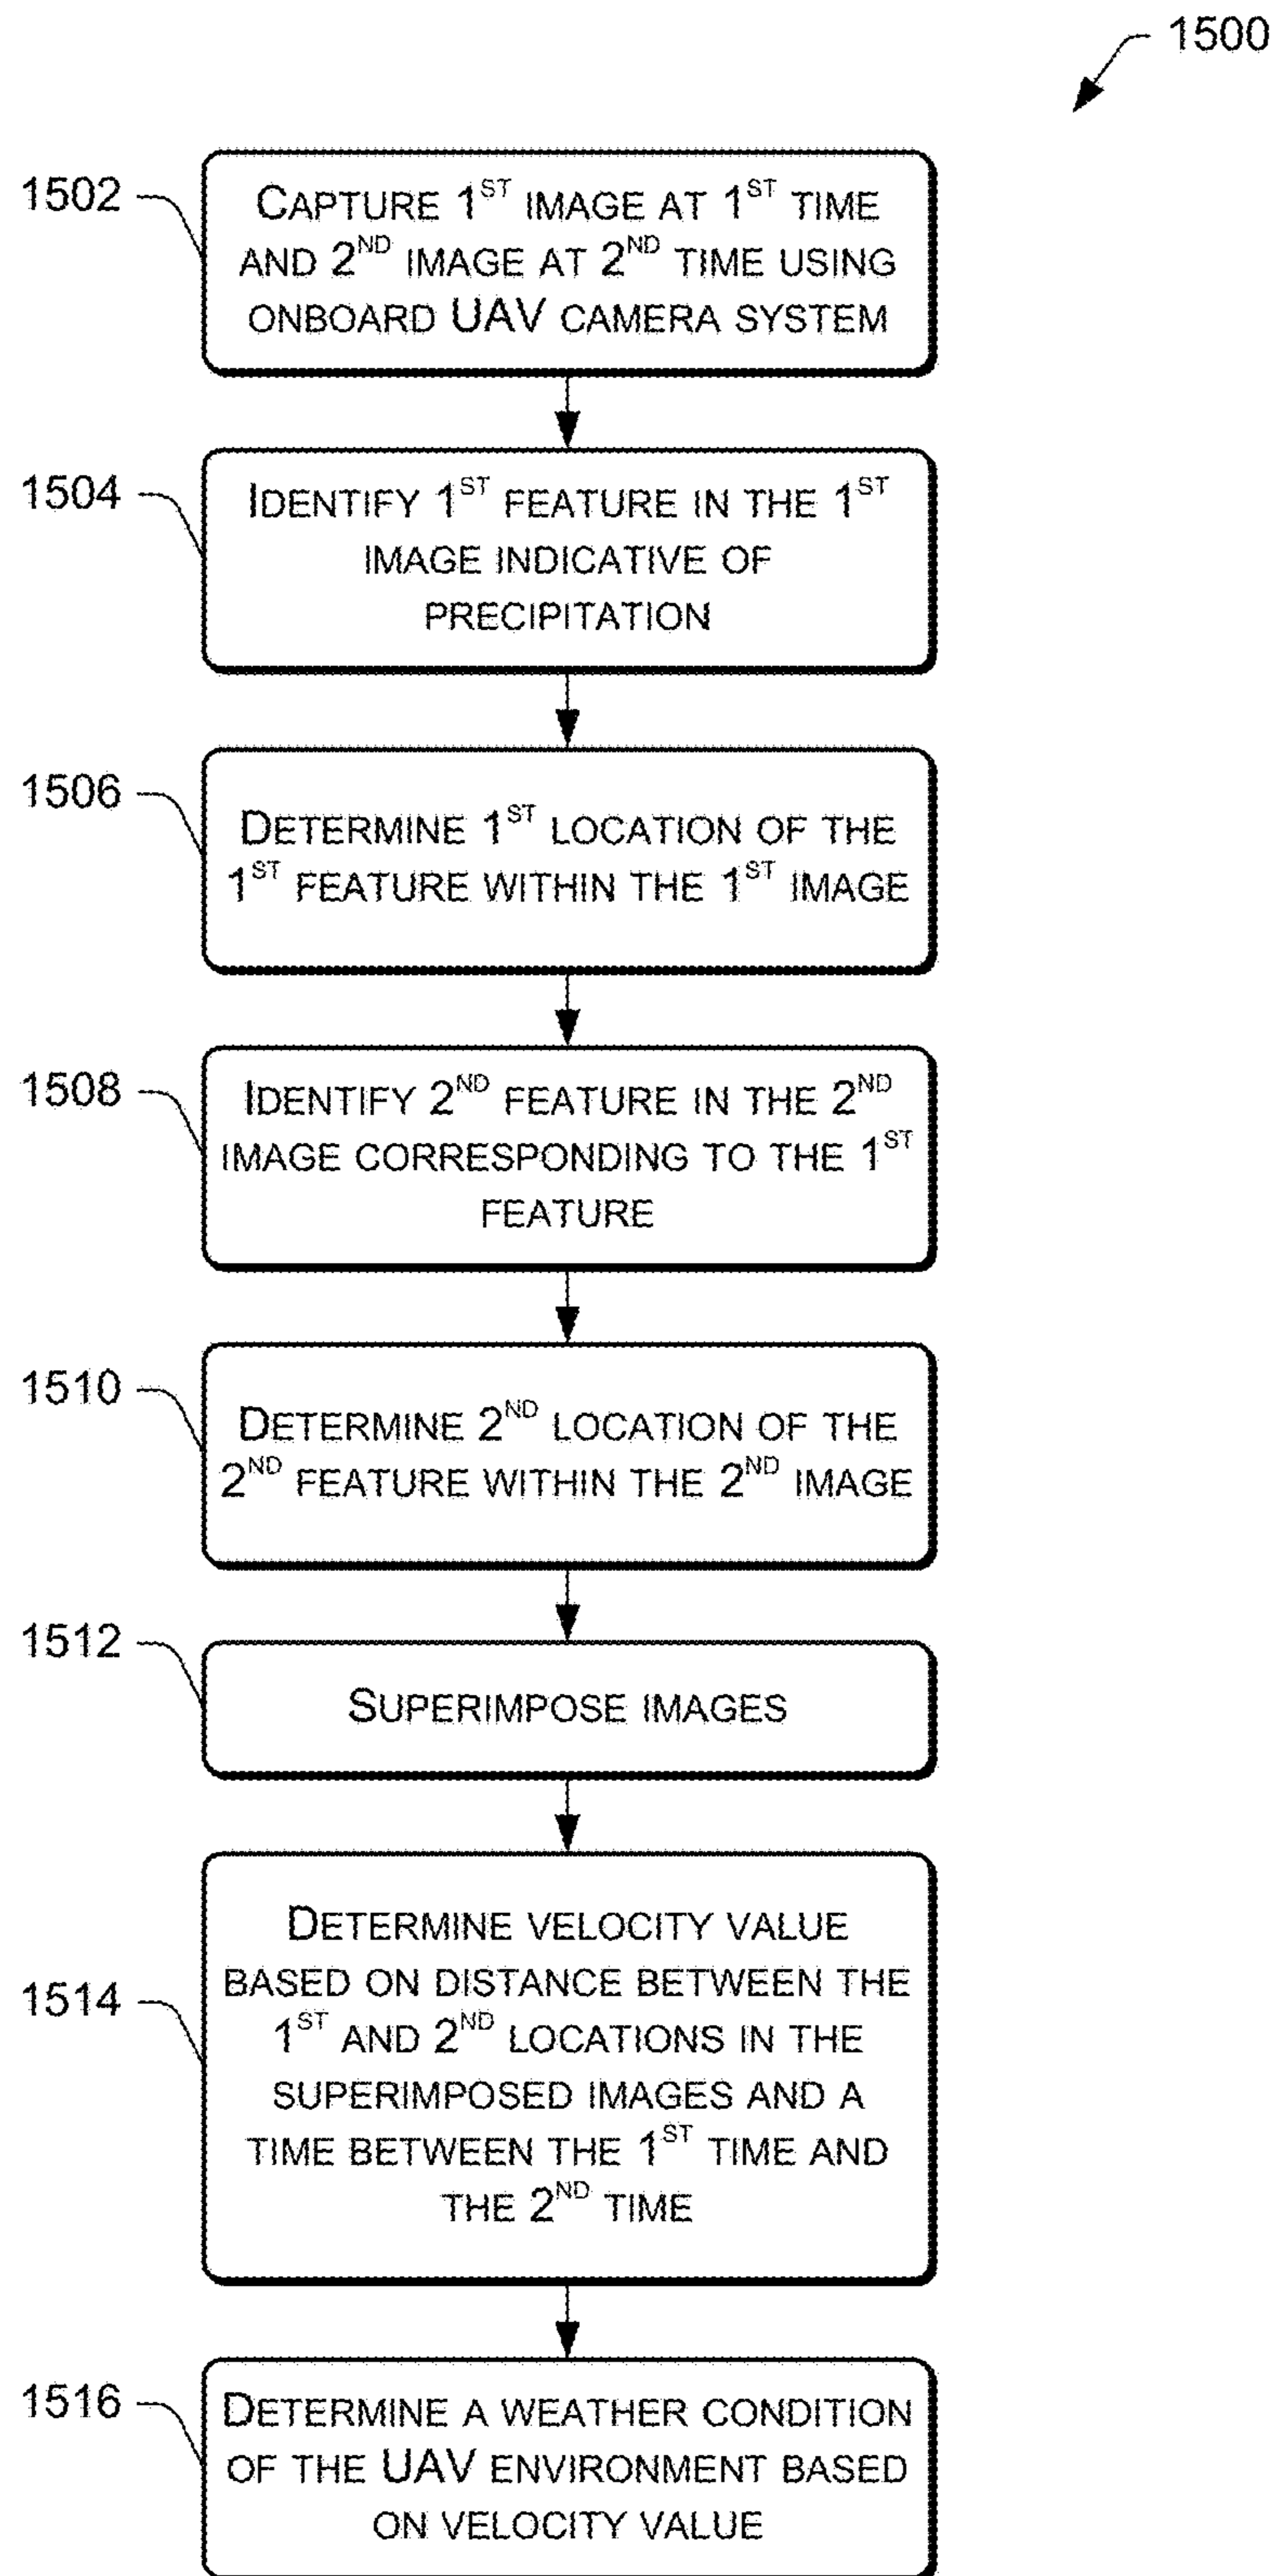 1500
1502
CAPTURE 1ST IMAGE AT 1ST TIME
AND 2ND IMAGE AT 2ND TIME USING
ONBOARD UAV CAMERA SYSTEM
1504
IDENTIFY 1ST FEATURE IN THE 1ST
IMAGE INDICATIVE OF
PRECIPITATION
1506
DETERMINE 1ST LOCATION OF THE
1ST FEATURE WITHIN THE 1ST IMAGE
1508
IDENTIFY 2ND FEATURE IN THE 2ND
IMAGE CORRESPONDING TO THE 1ST
FEATURE
1510
DETERMINE 2ND LOCATION OF THE
2ND FEATURE WITHIN THE 2ND IMAGE
1512
SUPERIMPOSE IMAGES
1514
DETERMINE VELOCITY VALUE
BASED ON DISTANCE BETWEEN THE
1ST AND 2ND LOCATIONS IN THE
SUPERIMPOSED IMAGES AND A
TIME BETWEEN THE 1ST TIME AND
THE 2ND TIME
1516
DETERMINE A WEATHER CONDITION
OF THE UAV ENVIRONMENT BASED
ON VELOCITY VALUE